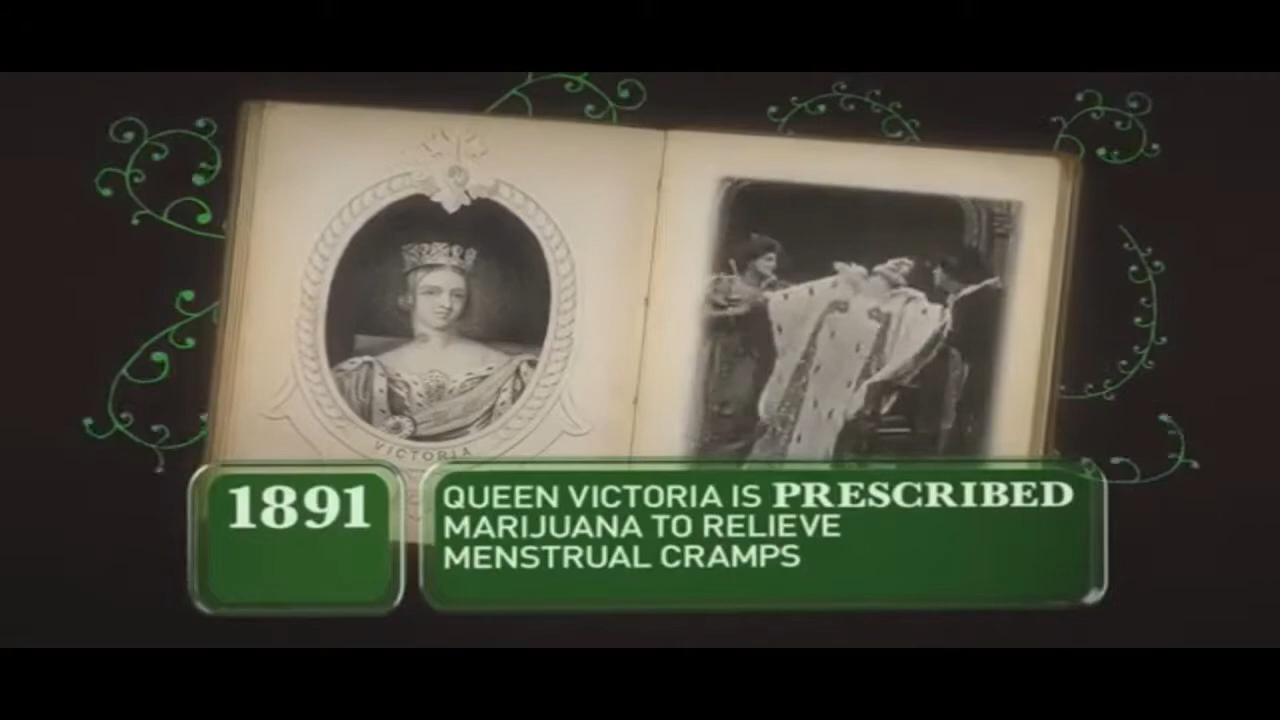 VICTORIA
1891
QUEEN VICTORIA IS PRESCRIBED
MARIJUANA TO RELIEVE
MENSTRUAL CRAMPS